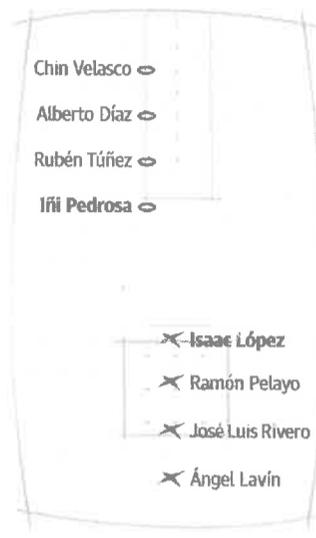 Chin Velasco
Alberto Díaz
Rubén Túñez
Iñi Pedrosa
Isaac López
Ramón Pelayo
José Luis Rivero
Ángel Lavín